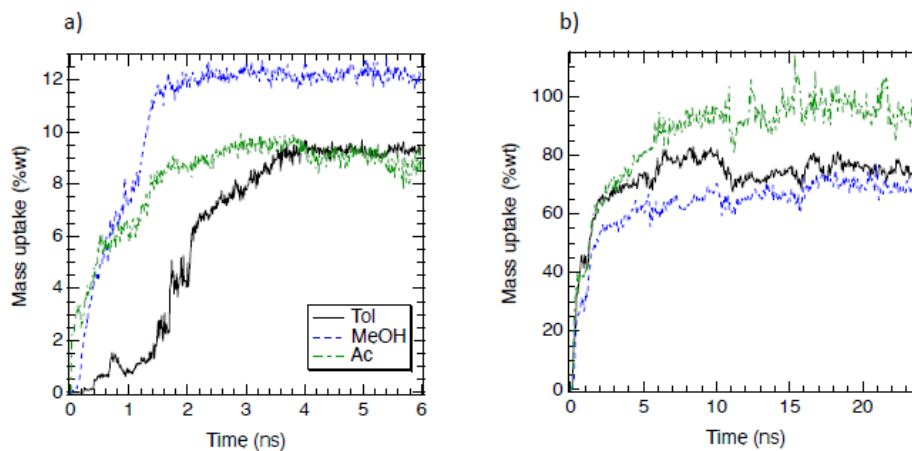 a)
Mass uptake (%wt)
12
10
8
6
4
2
0
Tol
MeOH
Ac
0 1 2 3 4 5 6
Time (ns)
b)
Mass uptake (%wt)
100
80
60
40
20
0
0 5 10 15 20
Time (ns)